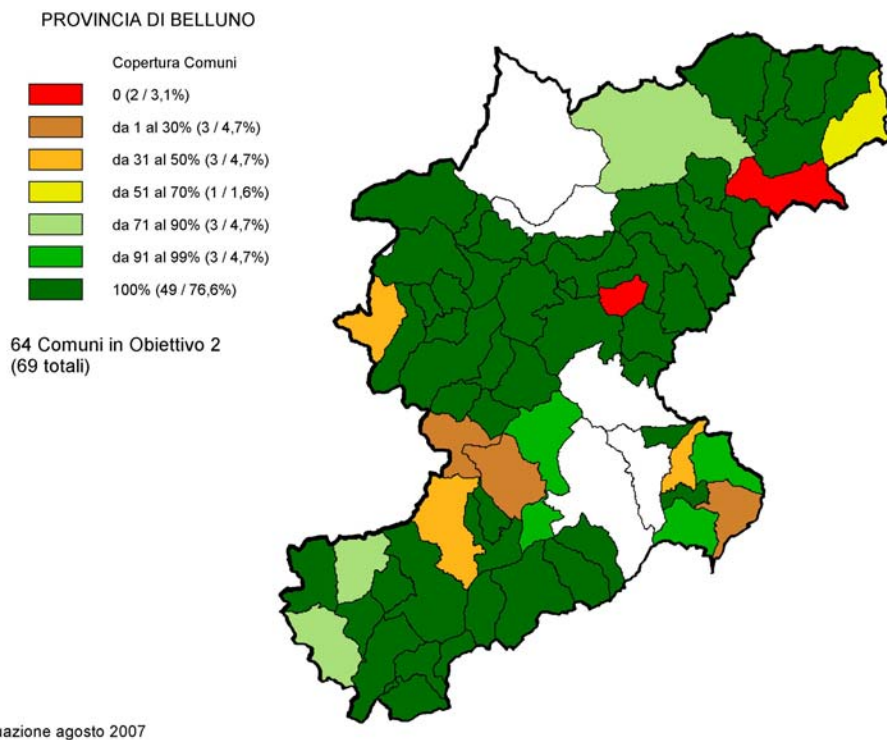 PROVINCIA DI BELLUNO
Copertura Comuni
0 (2 / 3,1%)
da 1 al 30% (3 / 4,7%)
da 31 al 50% (3 / 4,7%)
da 51 al 70% (1 / 1,6%)
da 71 al 90% (3 / 4,7%)
da 91 al 99% (3 / 4,7%)
100% (49 / 76,6%)
64 Comuni in Obiettivo 2
(69 totali)
agosto 2007